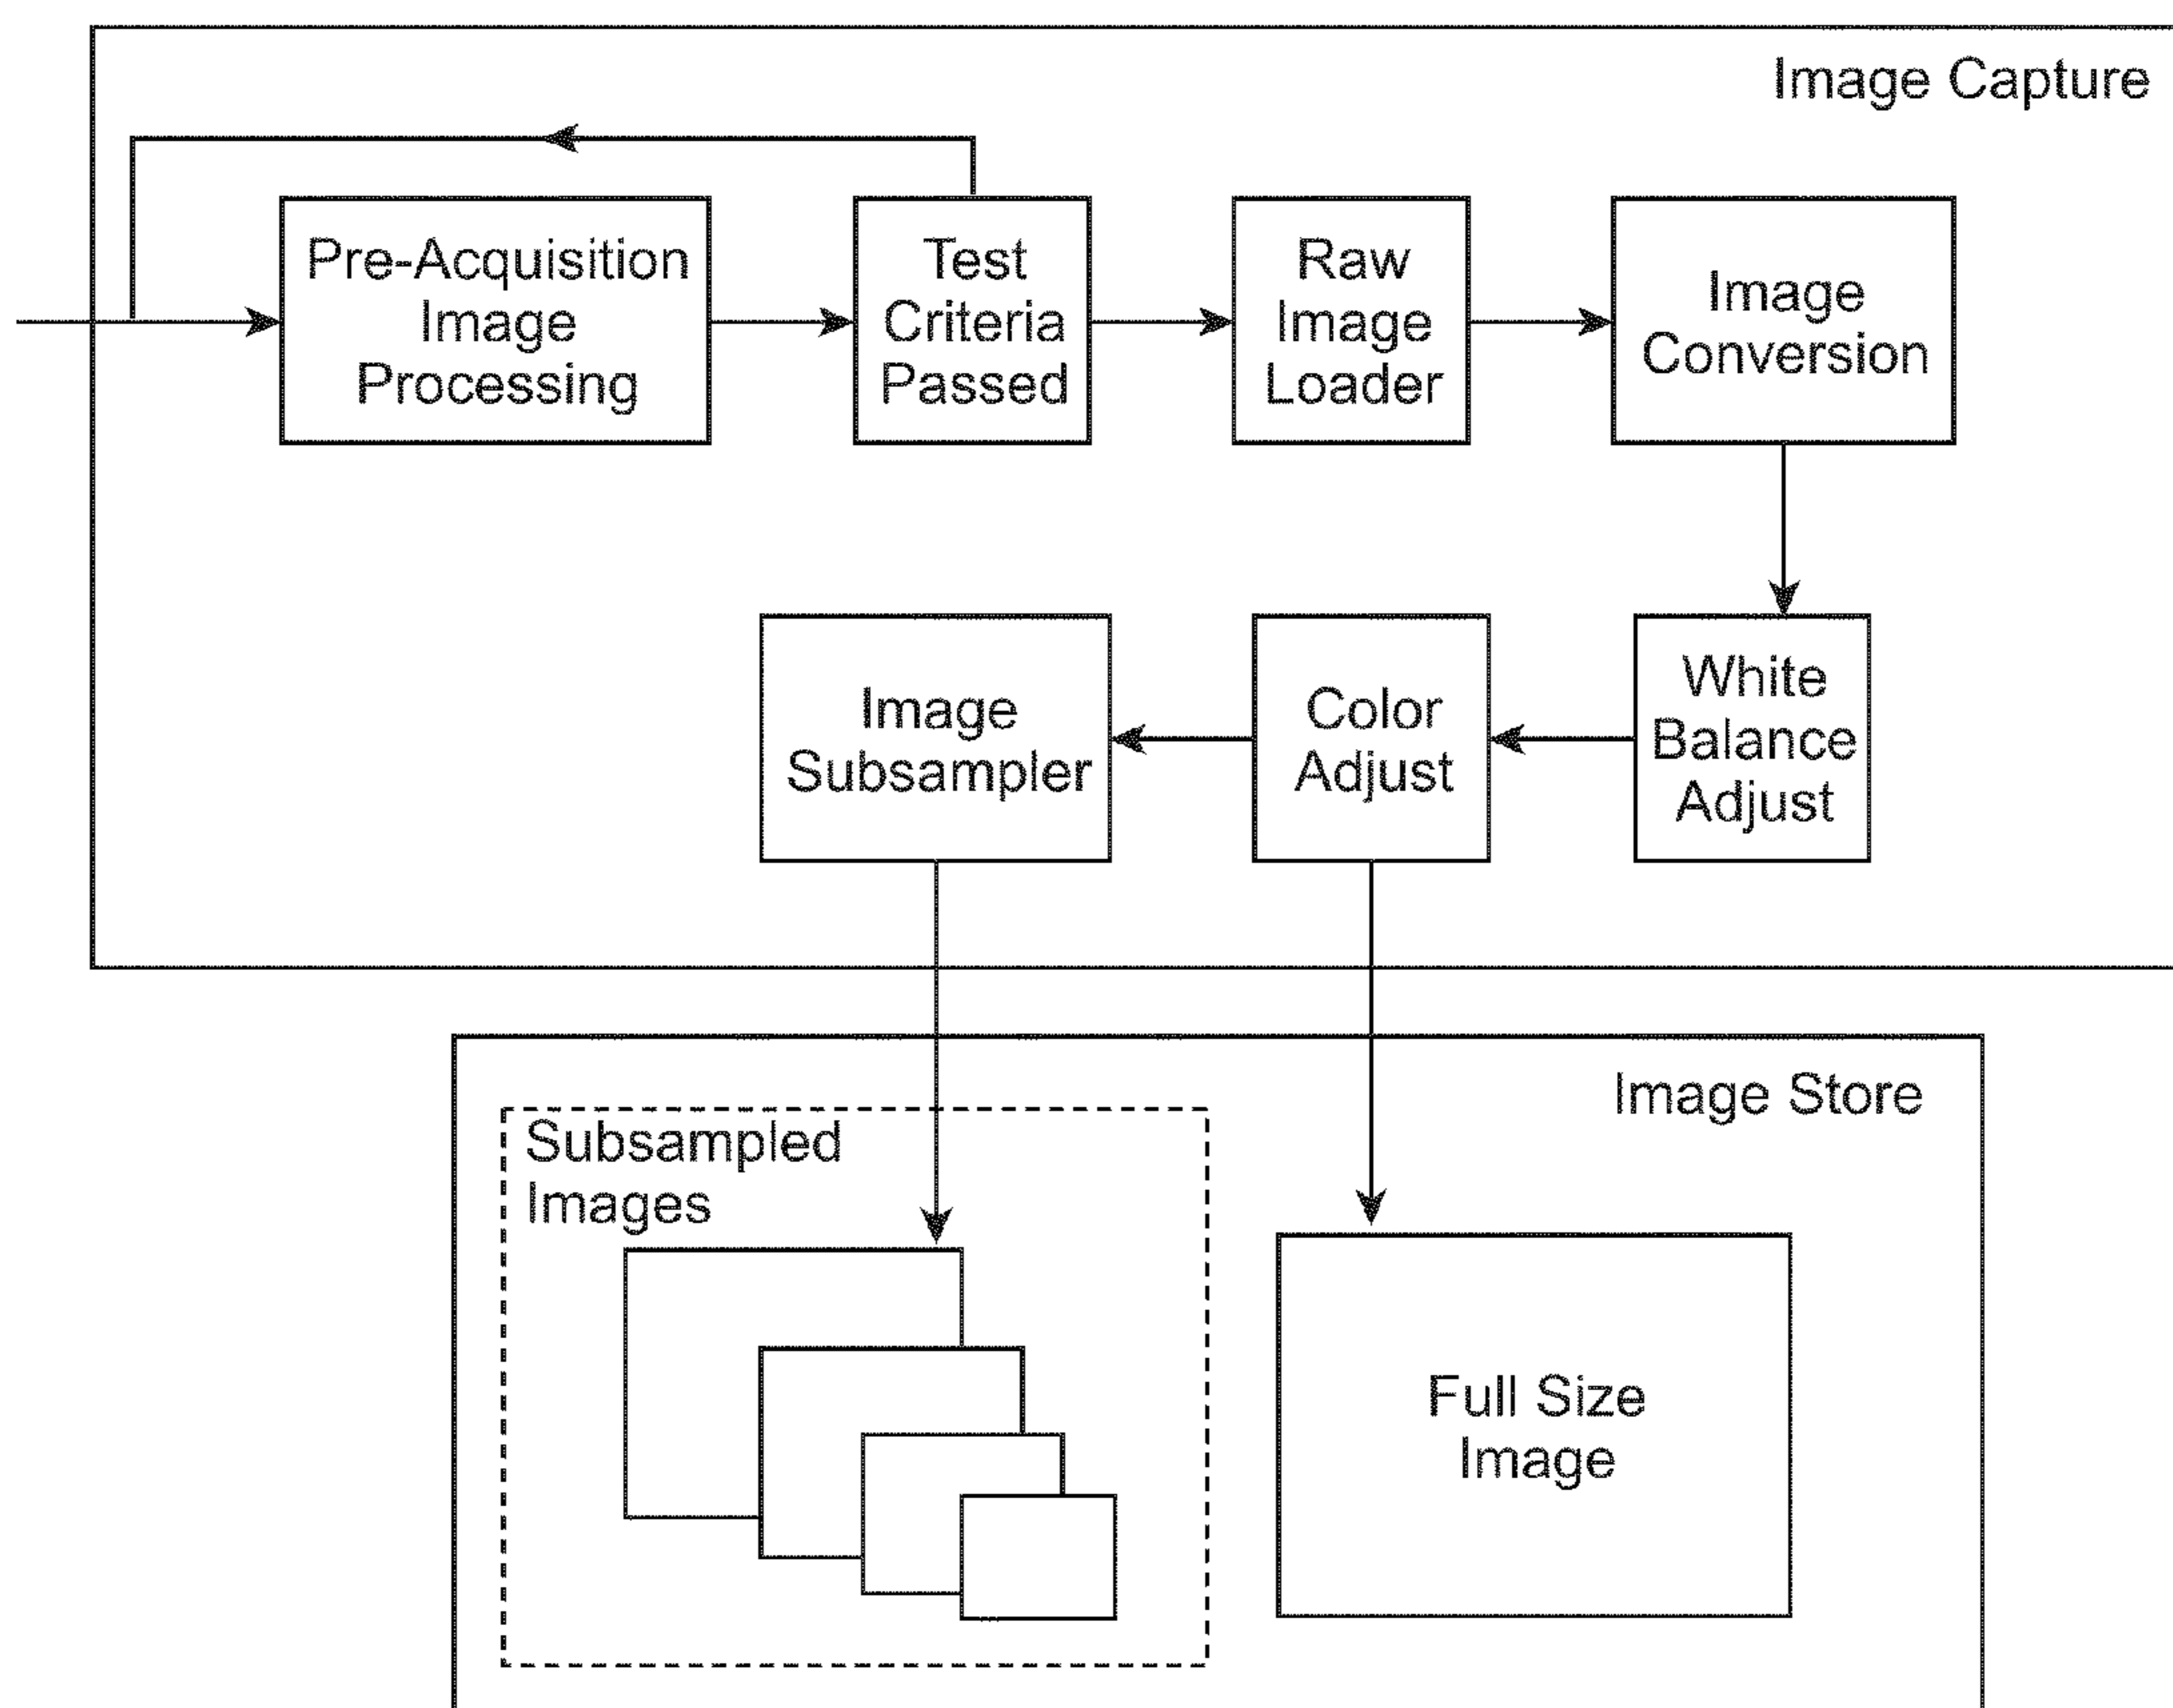 Image Capture
Pre-Acquisition
Image
Processing
Test
Criteria
Passed
Raw
Image
Loader
Image
Conversion
Image
Subsampler
Color
Adjust
White
Balance
Adjust
Image Store
Subsampled
Images
Full Size
Image